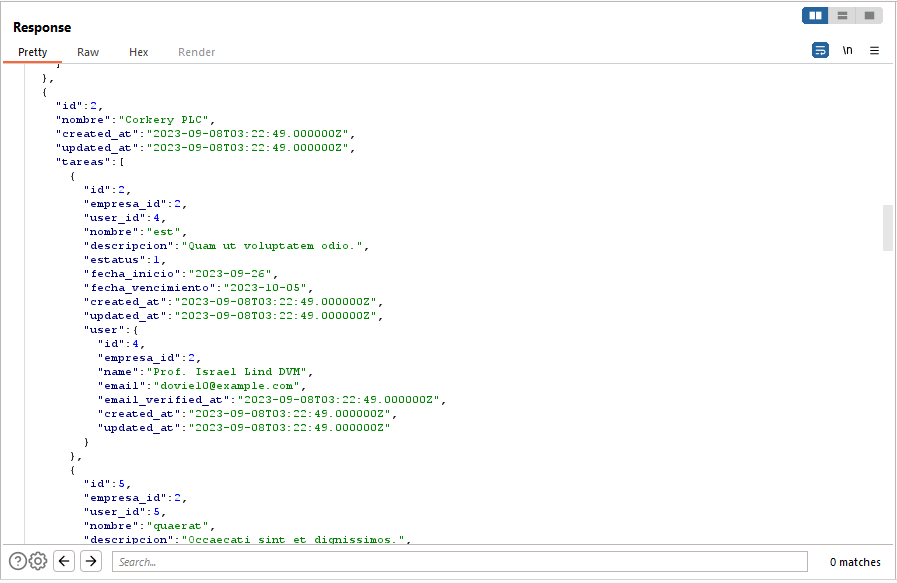 Response
Pretty Raw Hex Render
\n
}
},
{
"id":2,
"nombre":"Corkery PLC",
"created_at":"2023-09-08T03:22:49.000000Z",
"updated_at":"2023-09-08T03:22:49.000000Z",
"tareas":[
{
"id":2,
"empresa_id":2,
"user_id":4,
"nombre":"est",
"descripcion":"Quam ut voluptatem odio.",
"estatus":1,
"fecha_inicio":"2023-09-26",
"fecha_vencimiento":"2023-10-05",
"created_at":"2023-09-08T03:22:49.000000Z",
"updated_at":"2023-09-08T03:22:49.000000Z",
"user":{
"id":4,
"empresa_id":2,
"name":"Prof. Israel Lind DVM",
"email":"dovie10@example.com",
"email_verified_at":"2023-09-08T03:22:49.000000Z",
"created_at":"2023-09-08T03:22:49.000000Z",
"updated_at":"2023-09-08T03:22:49.000000Z"
}
},
{
"id":5,
"empresa_id":2,
"user_id":5,
"nombre":"quaerat",
"descripcion":"Occaecati sint et dignissimos.",
? Search... 0 matches